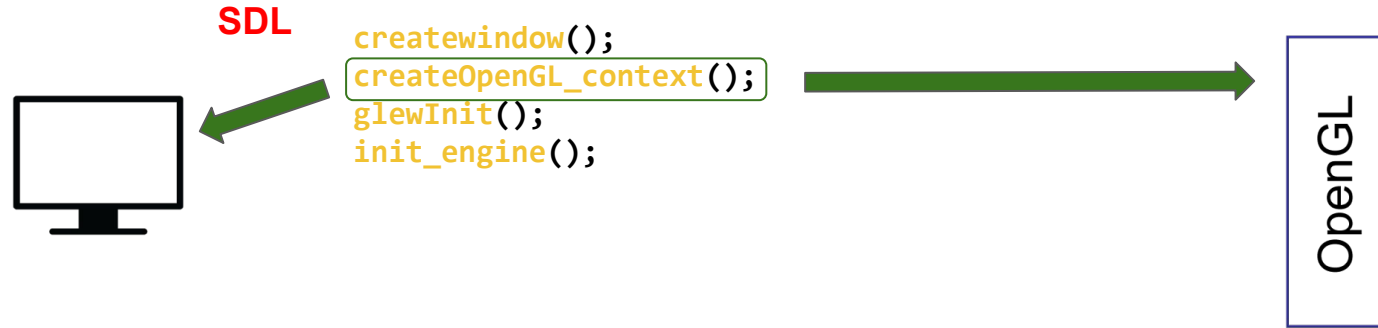 SDL
createwindow();
createOpenGL_context();
glewInit();
init_engine();
OpenGL